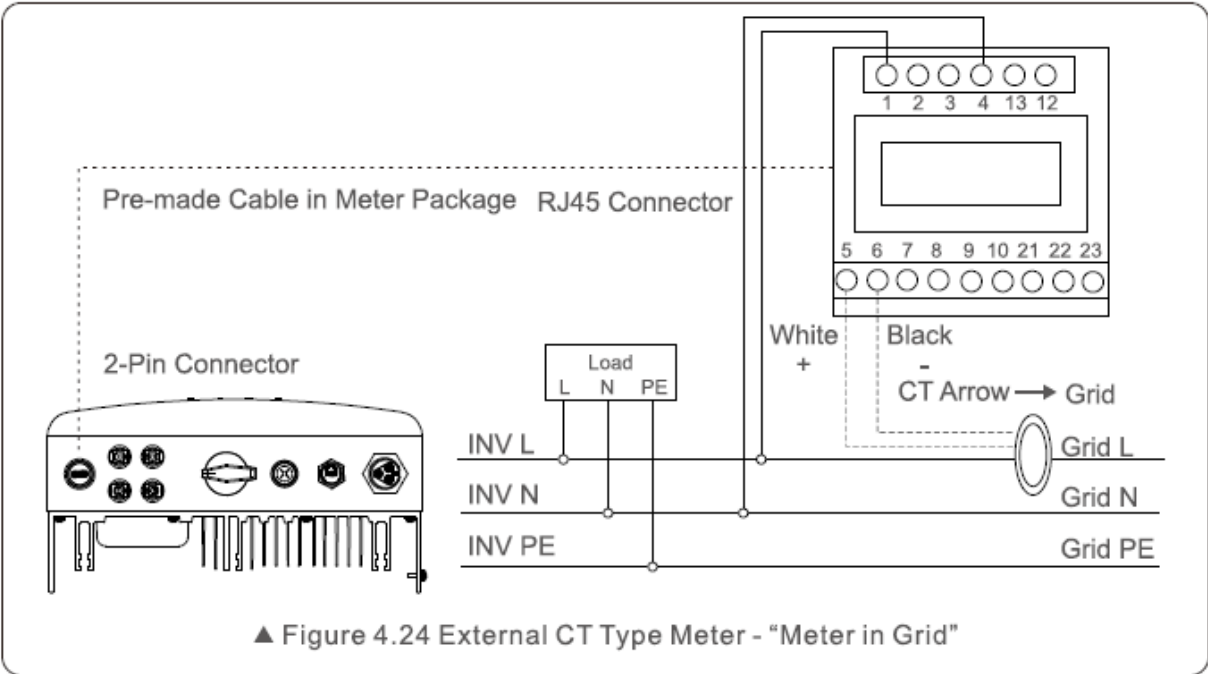 1 2 3 4 13 12
Pre-made Cable in Meter Package RJ45 Connector
5 6 7 8 9 10 21 22 23
White Black
+ -
2-Pin Connector
Load
L N PE
CT Arrow → Grid
INV L Grid L
INV N Grid N
INV PE Grid PE
▲ Figure 4.24 External CT Type Meter - “Meter in Grid”